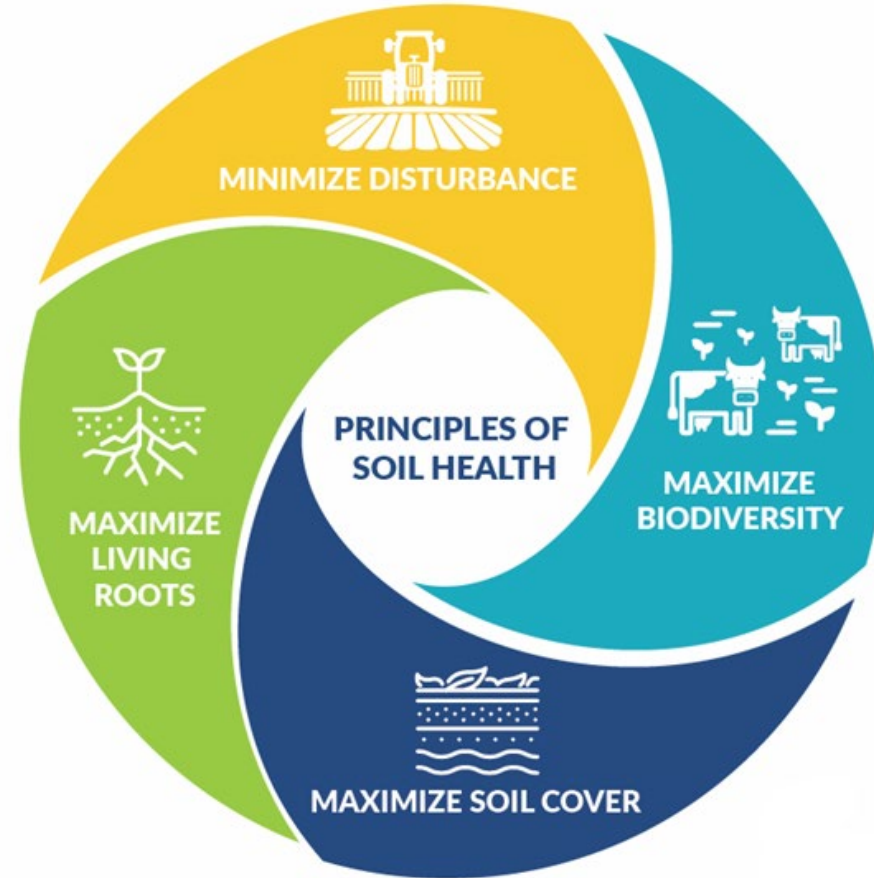 MINIMIZE DISTURBANCE
PRINCIPLES OF
SOIL HEALTH
MAXIMIZE
BIODIVERSITY
MAXIMIZE
LIVING
ROOTS
MAXIMIZE SOIL COVER